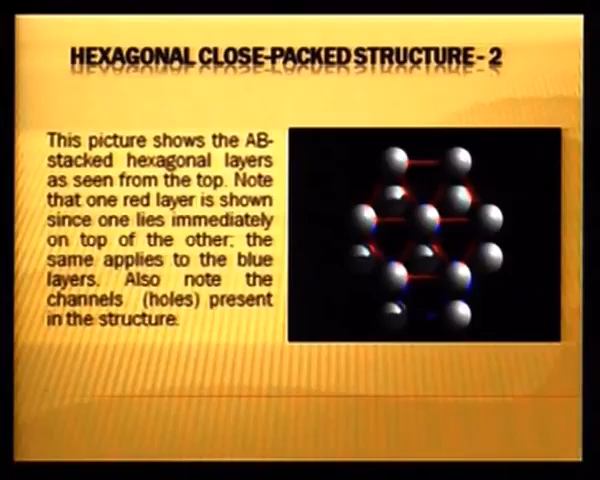 HEXAGONAL CLOSE-PACKED STRUCTURE - 2
This picture shows the AB-
stacked hexagonal layers
as seen from the top. Note
that one red layer is shown
since one lies immediately
on top of the other; the
same applies to the blue
layers. Also note the
channels (holes) present
in the structure.